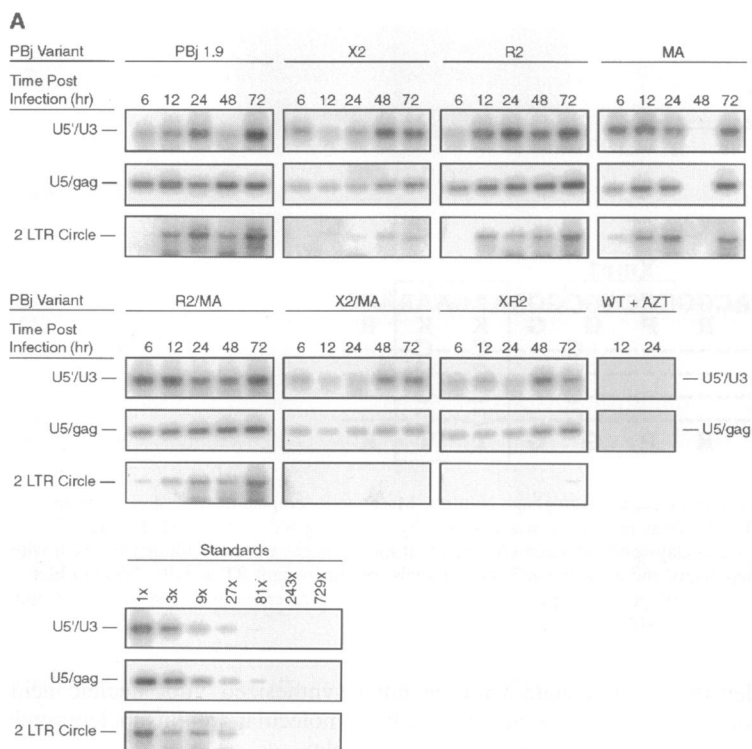 A
PBj Variant PBj 1.9 X2 R2 MA
Time Post
Infection (hr) 6 12 24 48 72 6 12 24 48 72 6 12 24 48 72 6 12 24 48 72
U5'/U3
U5/gag
2 LTR Circle
PBj Variant R2/MA X2/MA XR2 WT + AZT
Time Post
Infection (hr) 6 12 24 48 72 6 12 24 48 72 6 12 24 48 72 12 24
U5'/U3 U5'/U3
U5/gag U5/gag
2 LTR Circle
Standards
1x 3x 9x 27x 81x 243x 729x
U5'/U3
U5/gag
2 LTR Circle